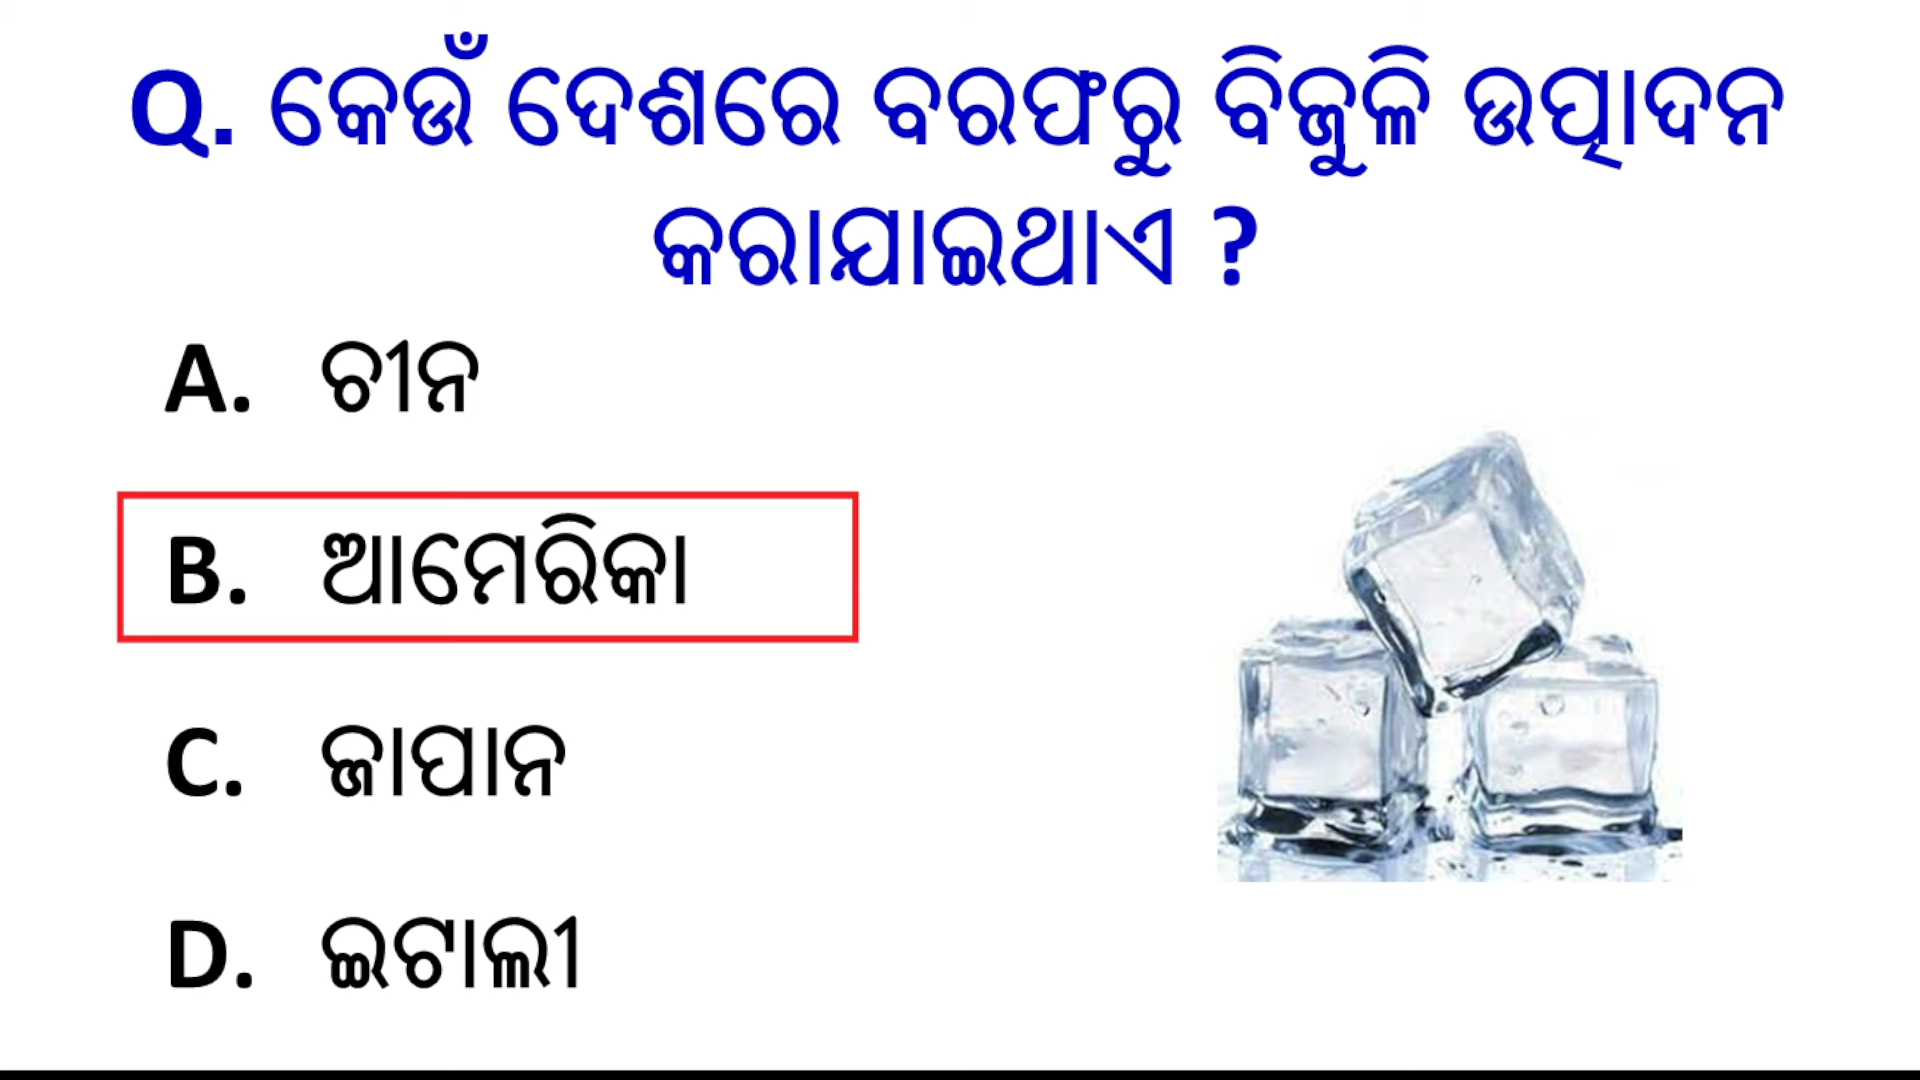 Q. କେଉଁ ଦେଶରେ ବରଫରୁ ବିଜୁଳି ଉତ୍ପାଦନ
କରାଯାଇଥାଏ ?
A. ଚୀନ
B. ଆମେରିକା
C. ଜାପାନ
D. ଇଟାଲୀ